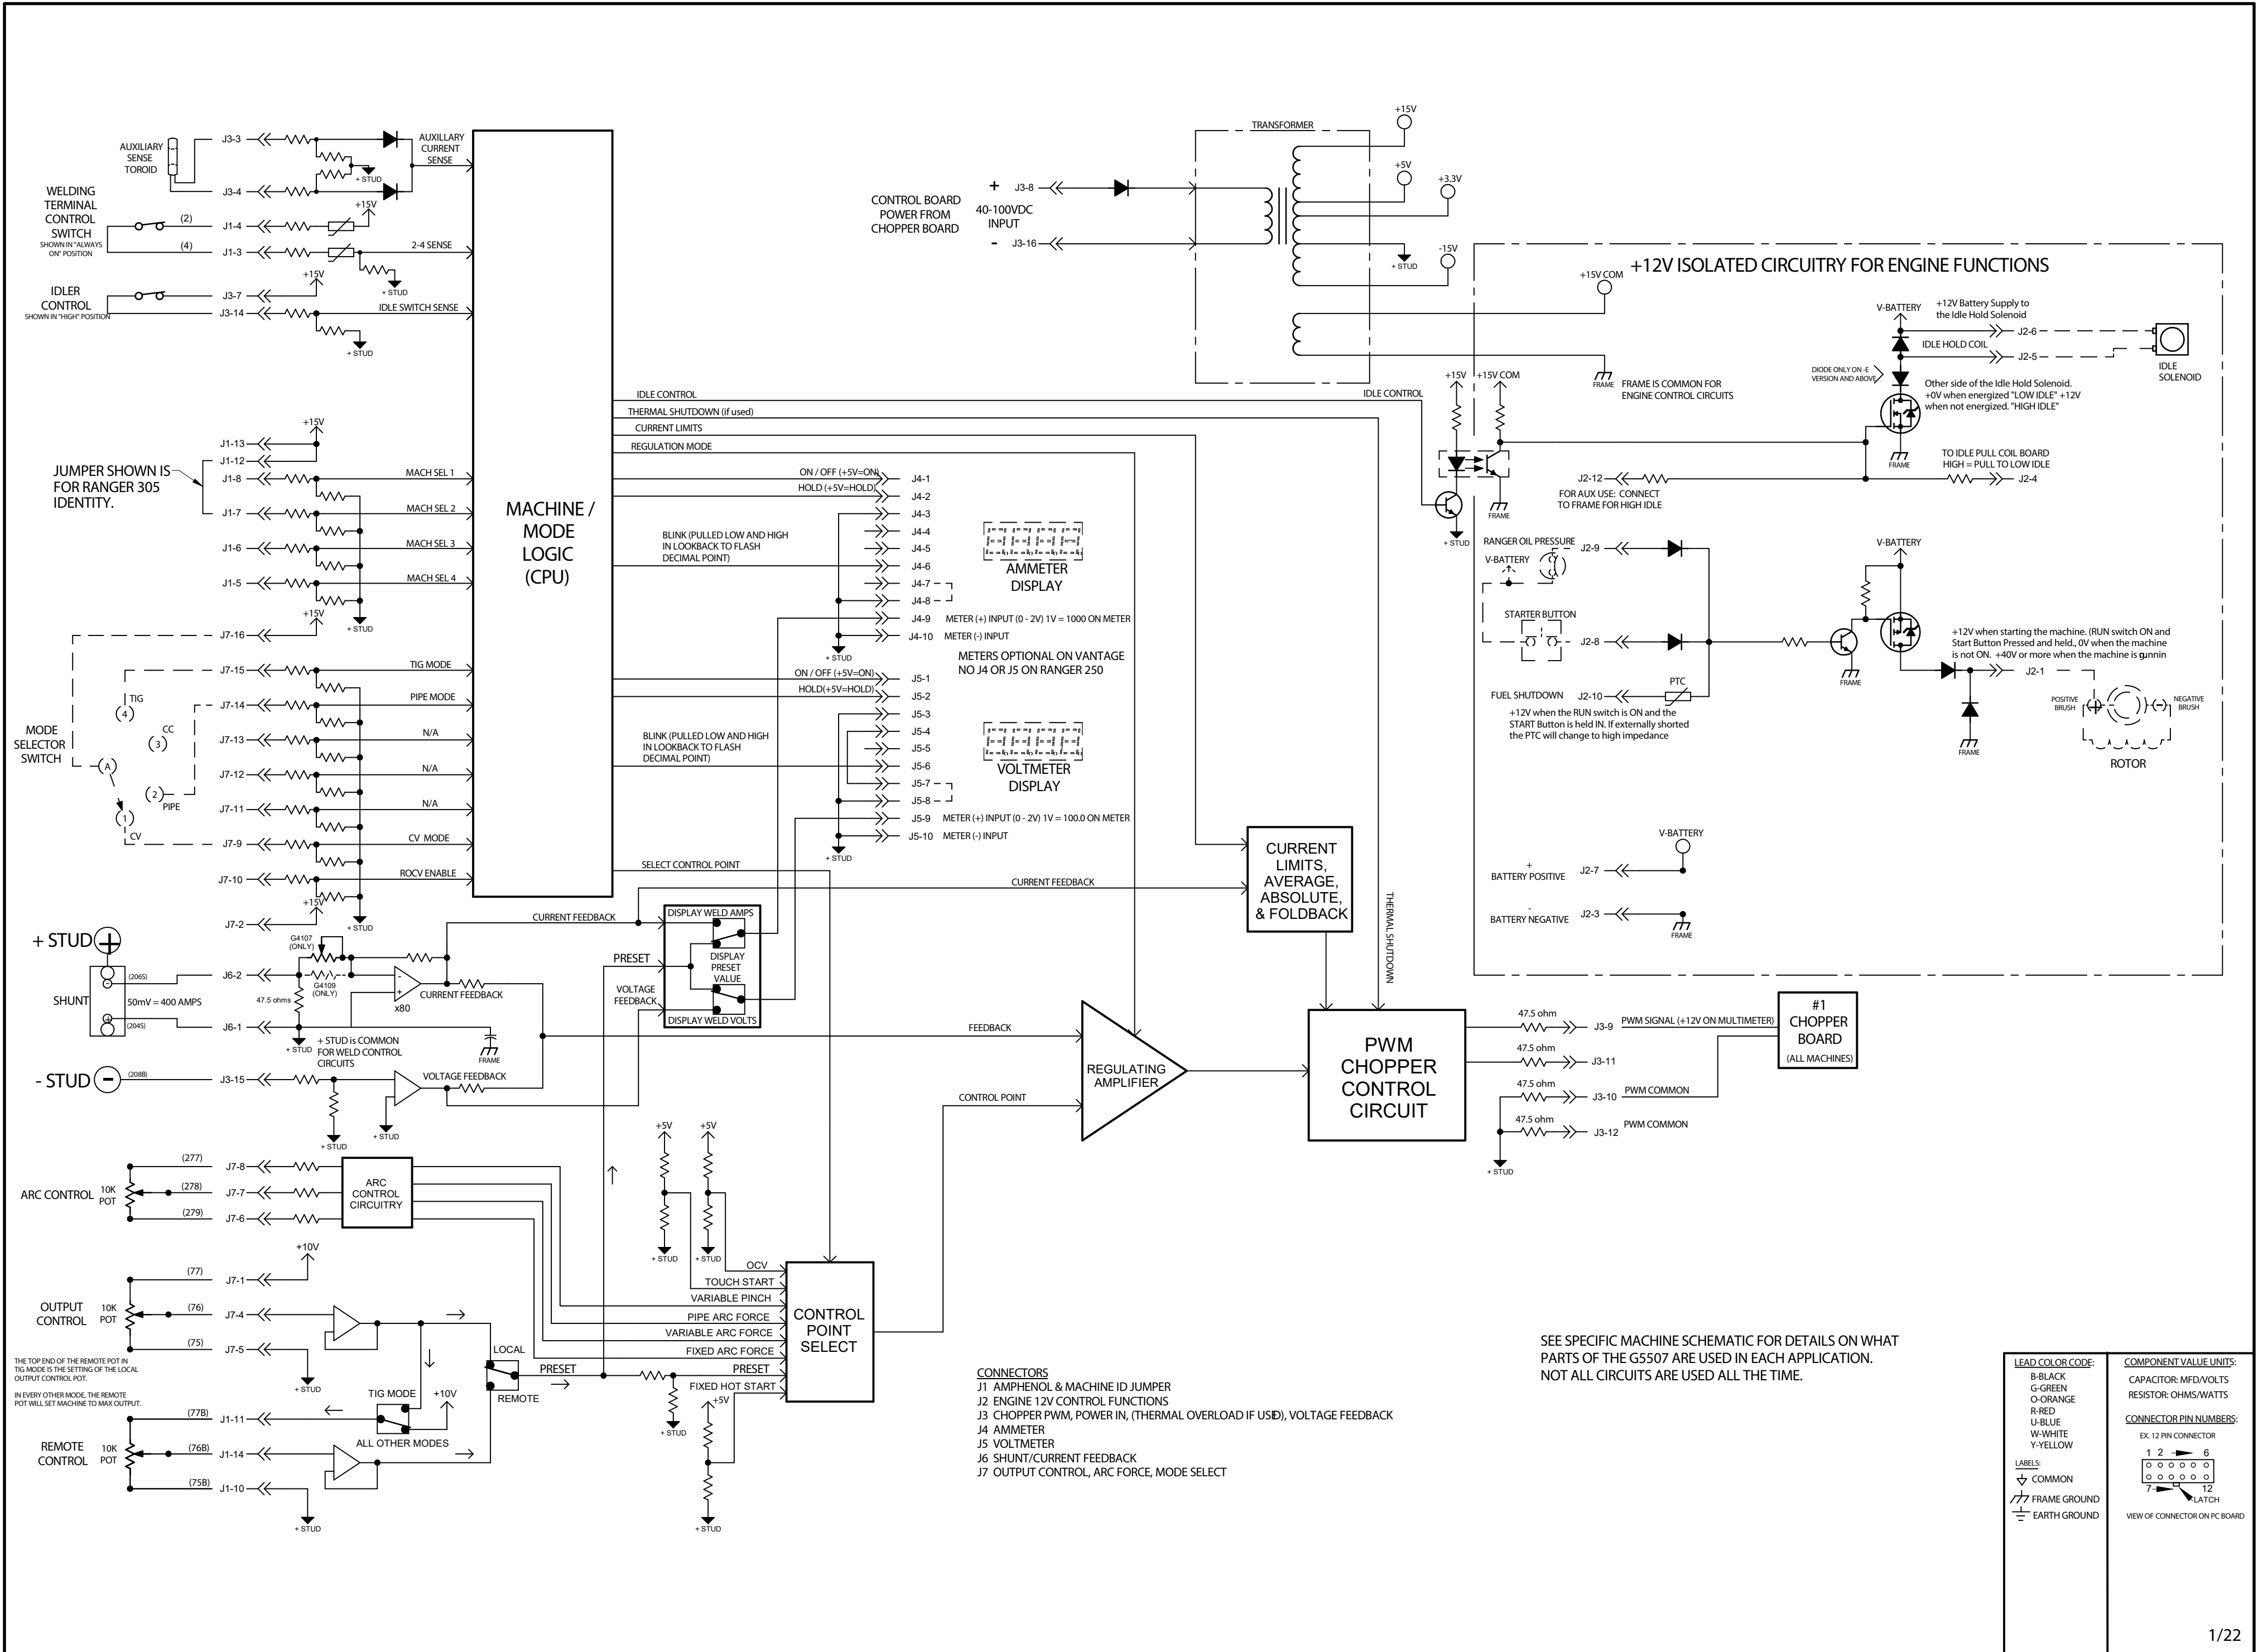 AUXILIARY
SENSE
TOROID
J3-3
J3-4
AUXILLARY
CURRENT
SENSE
+ STUD
WELDING
TERMINAL
CONTROL
SWITCH
SHOWN IN "ALWAYS
ON" POSITION
(2)
J1-4
+15V
(4)
J1-3
2-4 SENSE
+ STUD
IDLER
CONTROL
SHOWN IN "HIGH" POSITION
J3-7
+15V
J3-14
IDLE SWITCH SENSE
+ STUD
JUMPER SHOWN IS
FOR RANGER 305
IDENTITY.
+15V
J1-13
J1-12
J1-8
MACH SEL 1
J1-7
MACH SEL 2
J1-6
MACH SEL 3
J1-5
MACH SEL 4
+ STUD
+15V
J7-16
J7-15
TIG MODE
J7-14
PIPE MODE
J7-13
N/A
J7-12
N/A
J7-11
N/A
J7-9
CV MODE
J7-10
ROCV ENABLE
+15V
J7-2
+ STUD
MODE
SELECTOR
SWITCH
TIG
4
CC
3
A
2
PIPE
1
CV
MACHINE /
MODE
LOGIC
(CPU)
IDLE CONTROL
THERMAL SHUTDOWN (if used)
CURRENT LIMITS
REGULATION MODE
ON / OFF (+5V=ON)
HOLD (+5V=HOLD)
BLINK (PULLED LOW AND HIGH
IN LOOKBACK TO FLASH
DECIMAL POINT)
J4-1
J4-2
J4-3
J4-4
J4-5
J4-6
J4-7
J4-8
J4-9 METER (+) INPUT (0 - 2V) 1V = 1000 ON METER
J4-10 METER (-) INPUT
+ STUD
AMMETER
DISPLAY
METERS OPTIONAL ON VANTAGE
NO J4 OR J5 ON RANGER 250
ON / OFF (+5V=ON)
HOLD(+5V=HOLD)
BLINK (PULLED LOW AND HIGH
IN LOOKBACK TO FLASH
DECIMAL POINT)
J5-1
J5-2
J5-3
J5-4
J5-5
J5-6
J5-7
J5-8
J5-9 METER (+) INPUT (0 - 2V) 1V = 100.0 ON METER
J5-10 METER (-) INPUT
+ STUD
VOLTMETER
DISPLAY
SELECT CONTROL POINT
CURRENT FEEDBACK
CONTROL BOARD
POWER FROM
CHOPPER BOARD
+
J3-8
40-100VDC
INPUT
-
J3-16
TRANSFORMER
+15V
+5V
+3.3V
+ STUD
-15V
+15V COM
FRAME
FRAME IS COMMON FOR
ENGINE CONTROL CIRCUITS
+12V ISOLATED CIRCUITRY FOR ENGINE FUNCTIONS
V-BATTERY
+12V Battery Supply to
the Idle Hold Solenoid
J2-6
IDLE HOLD COIL
J2-5
IDLE
SOLENOID
DIODE ONLY ON -E
VERSION AND ABOVE
Other side of the Idle Hold Solenoid.
+0V when energized "LOW IDLE" +12V
when not energized. "HIGH IDLE"
FRAME
IDLE CONTROL
+15V
+15V COM
FRAME
+ STUD
TO IDLE PULL COIL BOARD
HIGH = PULL TO LOW IDLE
J2-12
J2-4
FOR AUX USE: CONNECT
TO FRAME FOR HIGH IDLE
RANGER OIL PRESSURE
J2-9
V-BATTERY
STARTER BUTTON
J2-8
FUEL SHUTDOWN
J2-10
PTC
+12V when the RUN switch is ON and the
START Button is held IN. If externally shorted
the PTC will change to high impedance
V-BATTERY
FRAME
+12V when starting the machine. (RUN switch ON and
Start Button Pressed and held., 0V when the machine
is not ON. +40V or more when the machine is gunnin
J2-1
FRAME
POSITIVE
BRUSH
+
-
NEGATIVE
BRUSH
ROTOR
V-BATTERY
+
BATTERY POSITIVE
J2-7
-
BATTERY NEGATIVE
J2-3
FRAME
CURRENT
LIMITS,
AVERAGE,
ABSOLUTE,
& FOLDBACK
THERMAL SHUTDOWN
+ STUD
+
SHUNT
-
(206S)
50mV = 400 AMPS
+
(204S)
J6-2
J6-1
G4107
(ONLY)
G4109
(ONLY)
47.5 ohms
-
+
x80
CURRENT FEEDBACK
CURRENT FEEDBACK
+ STUD
+ STUD is COMMON
FOR WELD CONTROL
CIRCUITS
FRAME
- STUD
-
(208B)
J3-15
VOLTAGE FEEDBACK
+ STUD
+ STUD
DISPLAY WELD AMPS
DISPLAY
PRESET
VALUE
DISPLAY WELD VOLTS
PRESET
VOLTAGE
FEEDBACK
FEEDBACK
CONTROL POINT
REGULATING
AMPLIFIER
PWM
CHOPPER
CONTROL
CIRCUIT
47.5 ohm
J3-9 PWM SIGNAL (+12V ON MULTIMETER)
47.5 ohm
J3-11
47.5 ohm
J3-10 PWM COMMON
47.5 ohm
J3-12 PWM COMMON
+ STUD
#1
CHOPPER
BOARD
(ALL MACHINES)
ARC CONTROL
10K
POT
(277)
J7-8
(278)
J7-7
(279)
J7-6
ARC
CONTROL
CIRCUITRY
+5V
+5V
+ STUD
+ STUD
OCV
TOUCH START
VARIABLE PINCH
PIPE ARC FORCE
VARIABLE ARC FORCE
FIXED ARC FORCE
PRESET
FIXED HOT START
CONTROL
POINT
SELECT
OUTPUT
CONTROL
10K
POT
(77)
J7-1
+10V
(76)
J7-4
(75)
J7-5
+ STUD
THE TOP END OF THE REMOTE POT IN
TIG MODE IS THE SETTING OF THE LOCAL
OUTPUT CONTROL POT.
IN EVERY OTHER MODE, THE REMOTE
POT WILL SET MACHINE TO MAX OUTPUT.
LOCAL
REMOTE
PRESET
TIG MODE
+10V
ALL OTHER MODES
REMOTE
CONTROL
10K
POT
(77B)
J1-11
(76B)
J1-14
(75B)
J1-10
+ STUD
+ STUD
+5V
+ STUD
CONNECTORS
J1 AMPHENOL & MACHINE ID JUMPER
J2 ENGINE 12V CONTROL FUNCTIONS
J3 CHOPPER PWM, POWER IN, (THERMAL OVERLOAD IF USED), VOLTAGE FEEDBACK
J4 AMMETER
J5 VOLTMETER
J6 SHUNT/CURRENT FEEDBACK
J7 OUTPUT CONTROL, ARC FORCE, MODE SELECT
SEE SPECIFIC MACHINE SCHEMATIC FOR DETAILS ON WHAT
PARTS OF THE G5507 ARE USED IN EACH APPLICATION.
NOT ALL CIRCUITS ARE USED ALL THE TIME.
LEAD COLOR CODE:
B-BLACK
G-GREEN
O-ORANGE
R-RED
U-BLUE
W-WHITE
Y-YELLOW
LABELS:
COMMON
FRAME GROUND
EARTH GROUND
COMPONENT VALUE UNITS:
CAPACITOR: MFD/VOLTS
RESISTOR: OHMS/WATTS
CONNECTOR PIN NUMBERS:
EX. 12 PIN CONNECTOR
1 2 6
7 12
LATCH
VIEW OF CONNECTOR ON PC BOARD
1/22